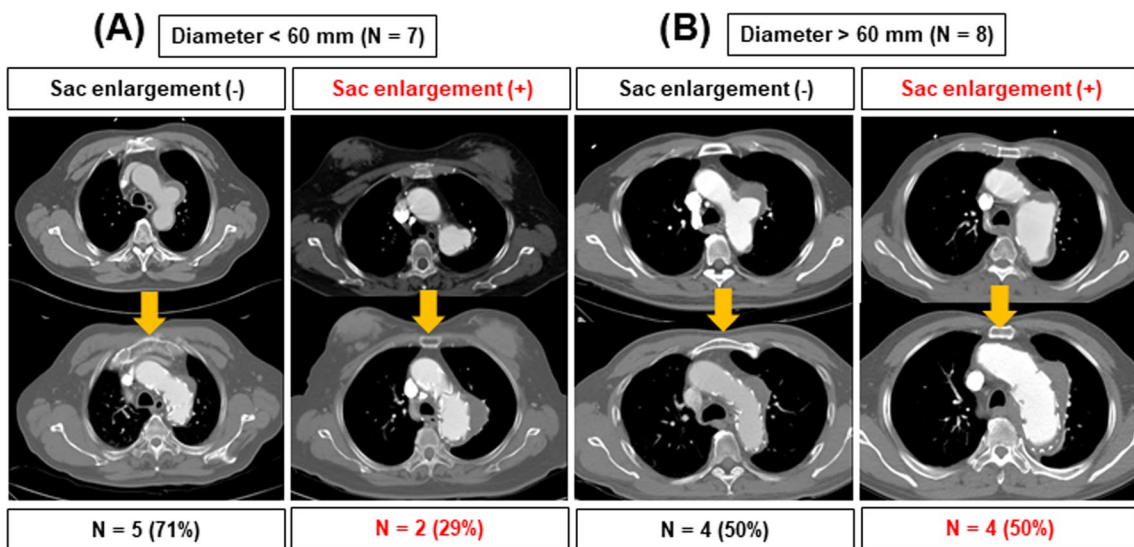 (A) Diameter < 60 mm (N = 7)
(B) Diameter > 60 mm (N = 8)
Sac enlargement (-)
Sac enlargement (+)
Sac enlargement (-)
Sac enlargement (+)
N = 5 (71%)
N = 2 (29%)
N = 4 (50%)
N = 4 (50%)